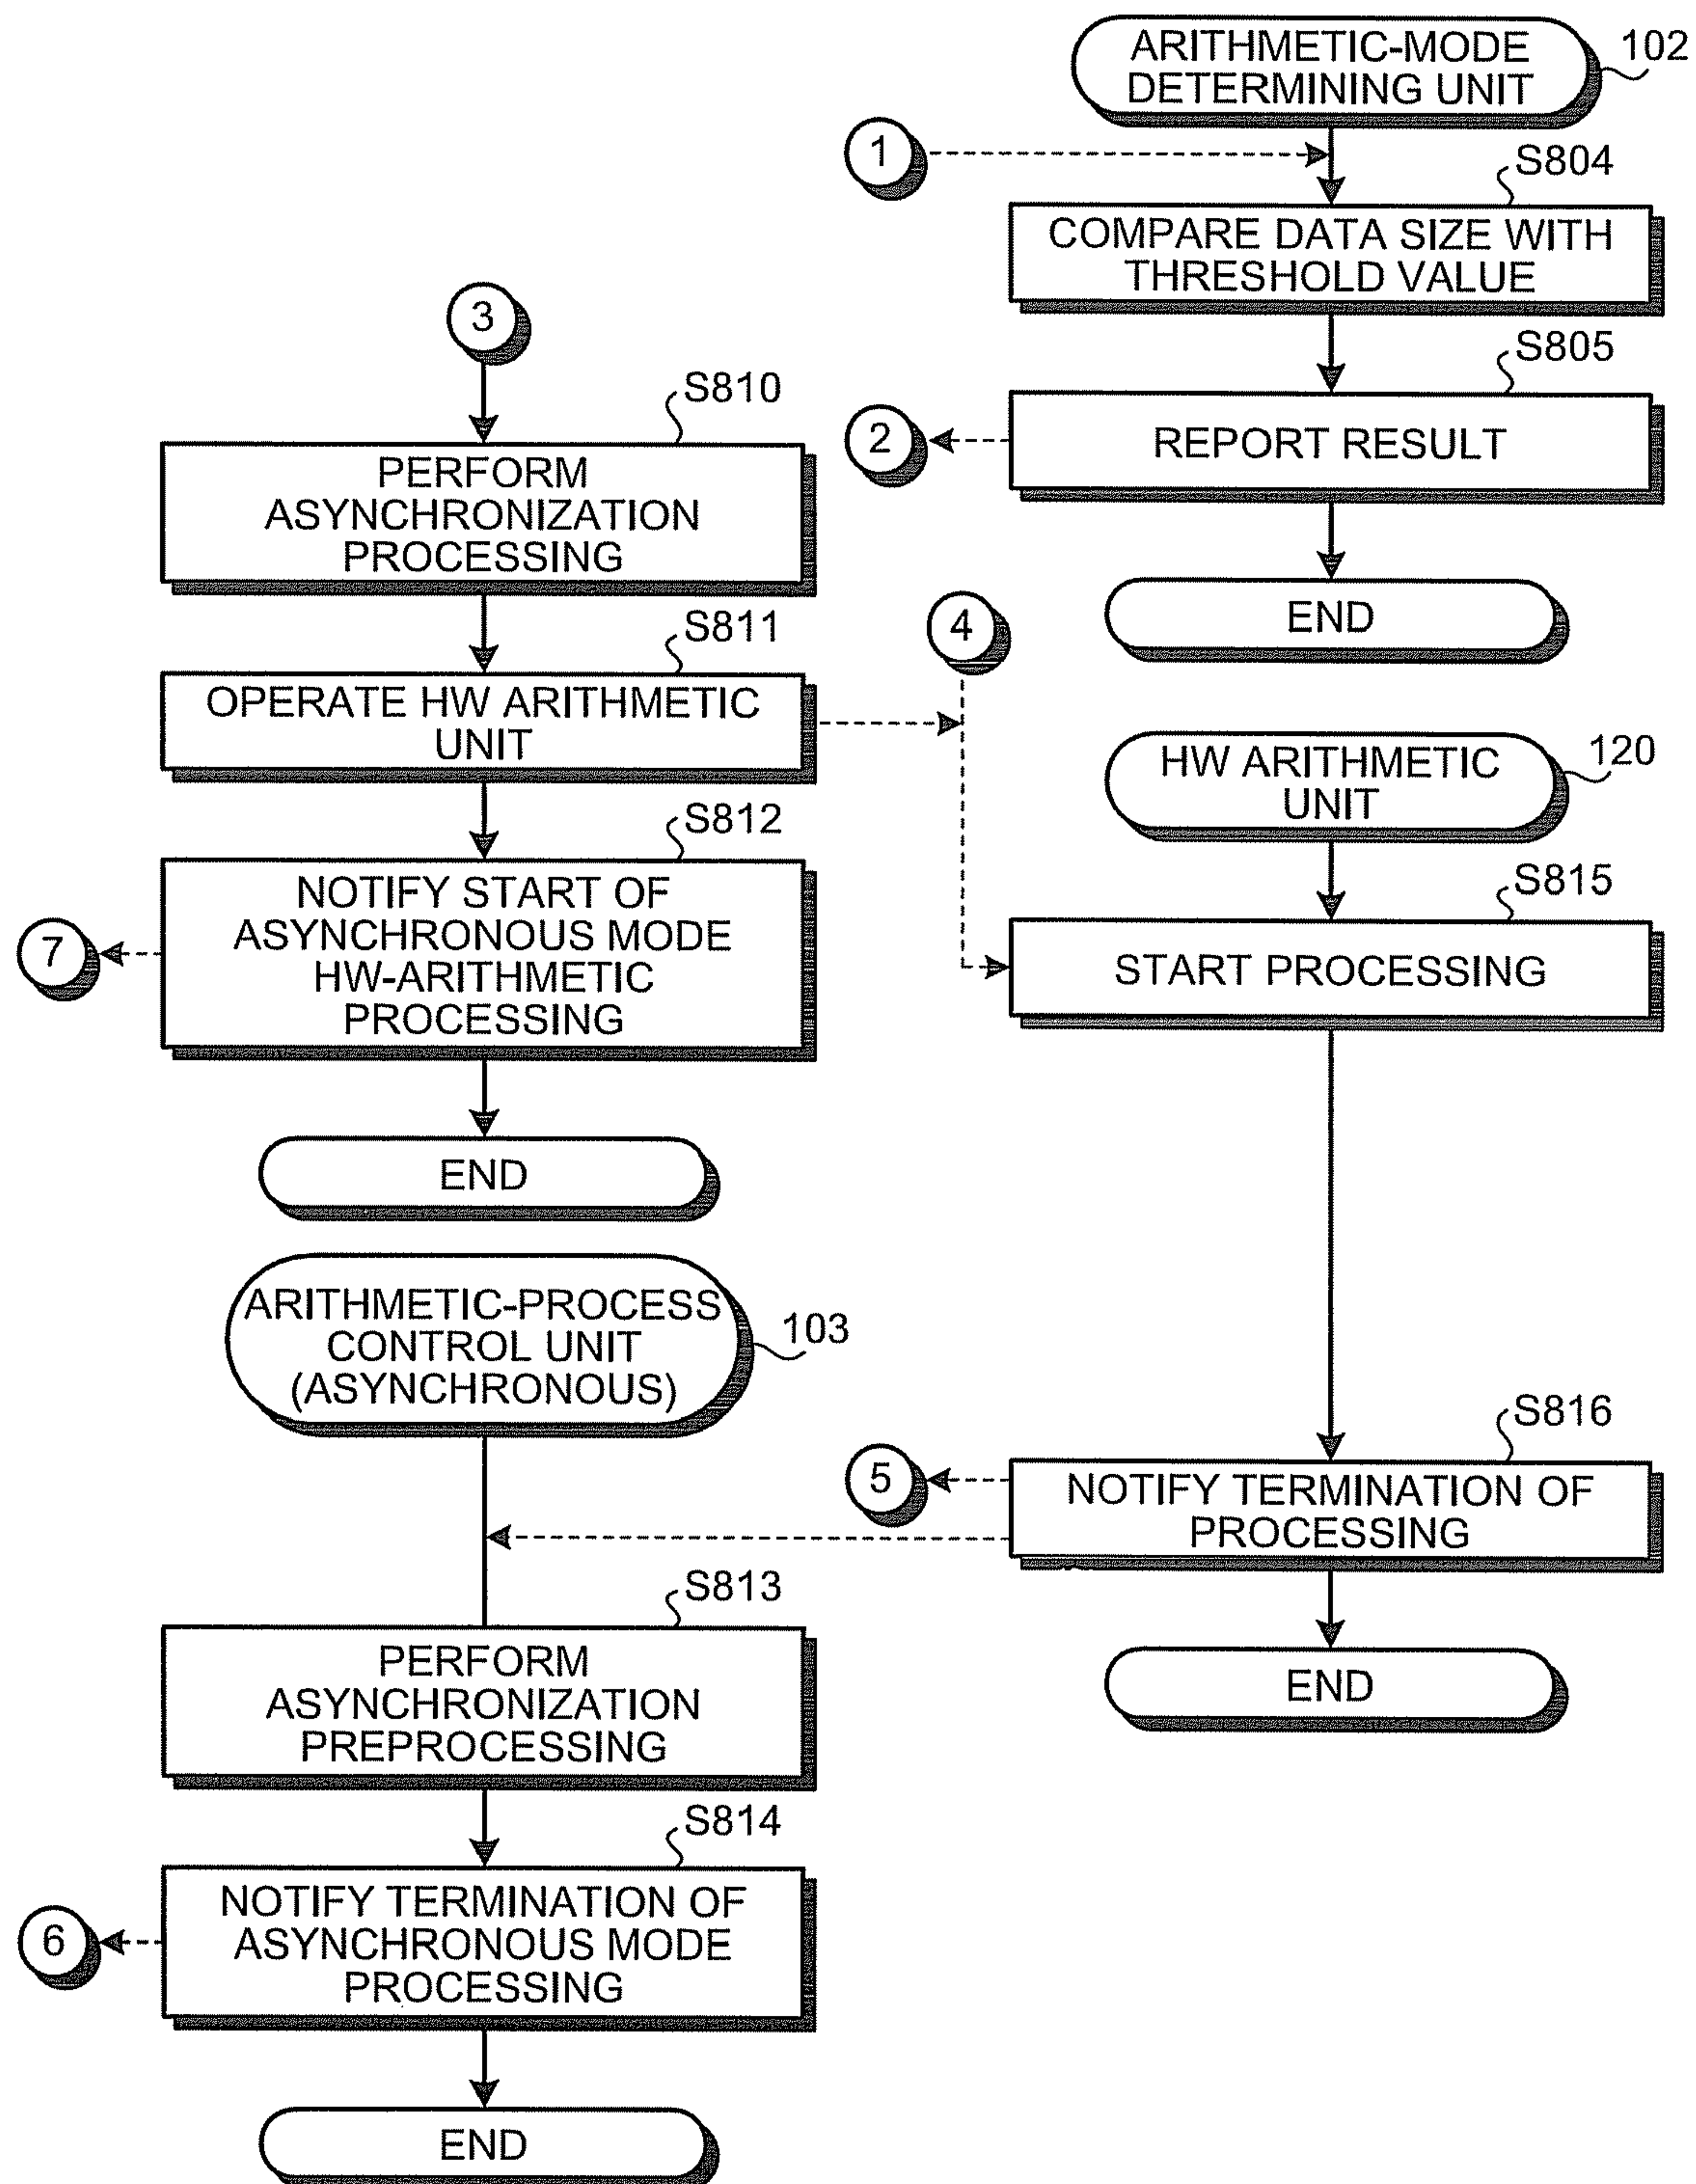 ARITHMETIC-MODE
DETERMINING UNIT
102
1
S804
COMPARE DATA SIZE WITH
THRESHOLD VALUE
S805
2
REPORT RESULT
END
3
S810
PERFORM
ASYNCHRONIZATION
PROCESSING
S811
4
OPERATE HW ARITHMETIC
UNIT
S812
7
NOTIFY START OF
ASYNCHRONOUS MODE
HW-ARITHMETIC
PROCESSING
END
HW ARITHMETIC
UNIT
120
S815
START PROCESSING
S816
5
NOTIFY TERMINATION OF
PROCESSING
END
ARITHMETIC-PROCESS
CONTROL UNIT
(ASYNCHRONOUS)
103
S813
PERFORM
ASYNCHRONIZATION
PREPROCESSING
S814
6
NOTIFY TERMINATION OF
ASYNCHRONOUS MODE
PROCESSING
END